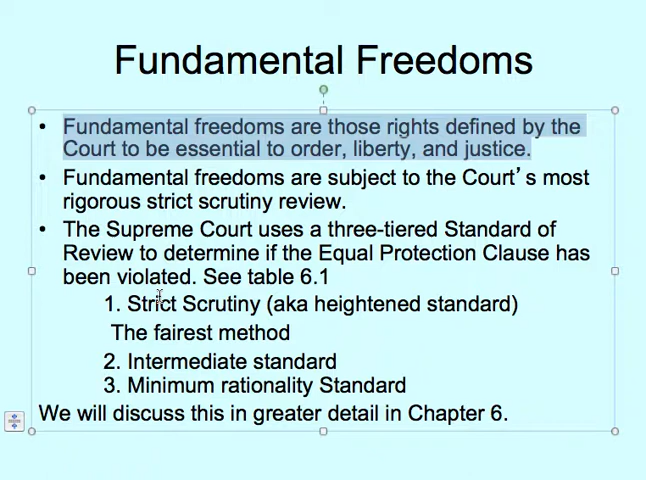 Fundamental Freedoms
• Fundamental freedoms are those rights defined by the
Court to be essential to order, liberty, and justice.
• Fundamental freedoms are subject to the Court’s most
rigorous strict scrutiny review.
• The Supreme Court uses a three-tiered Standard of
Review to determine if the Equal Protection Clause has
been violated. See table 6.1
1. Strict Scrutiny (aka heightened standard)
The fairest method
2. Intermediate standard
3. Minimum rationality Standard
We will discuss this in greater detail in Chapter 6.